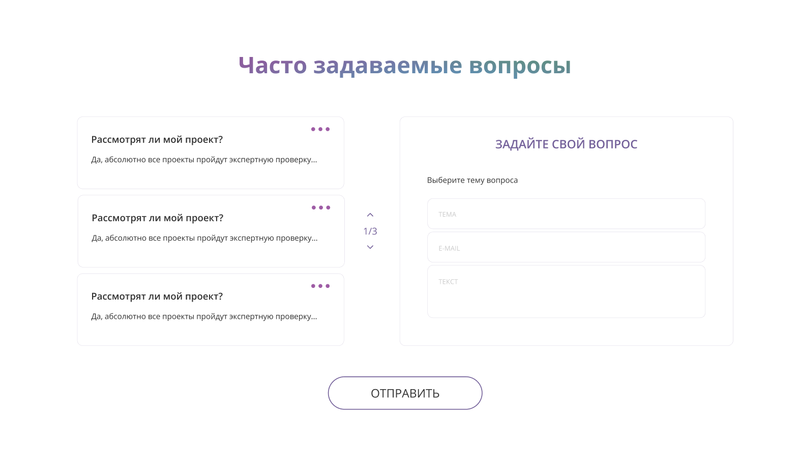 Часто задаваемые вопросы
Рассмотрят ли мой проект?
Да, абсолютно все проекты пройдут экспертную проверку...
Рассмотрят ли мой проект?
Да, абсолютно все проекты пройдут экспертную проверку...
Рассмотрят ли мой проект?
Да, абсолютно все проекты пройдут экспертную проверку...
1/3
ЗАДАЙТЕ СВОЙ ВОПРОС
Выберите тему вопроса
ТЕМА
E-MAIL
ТЕКСТ
ОТПРАВИТЬ